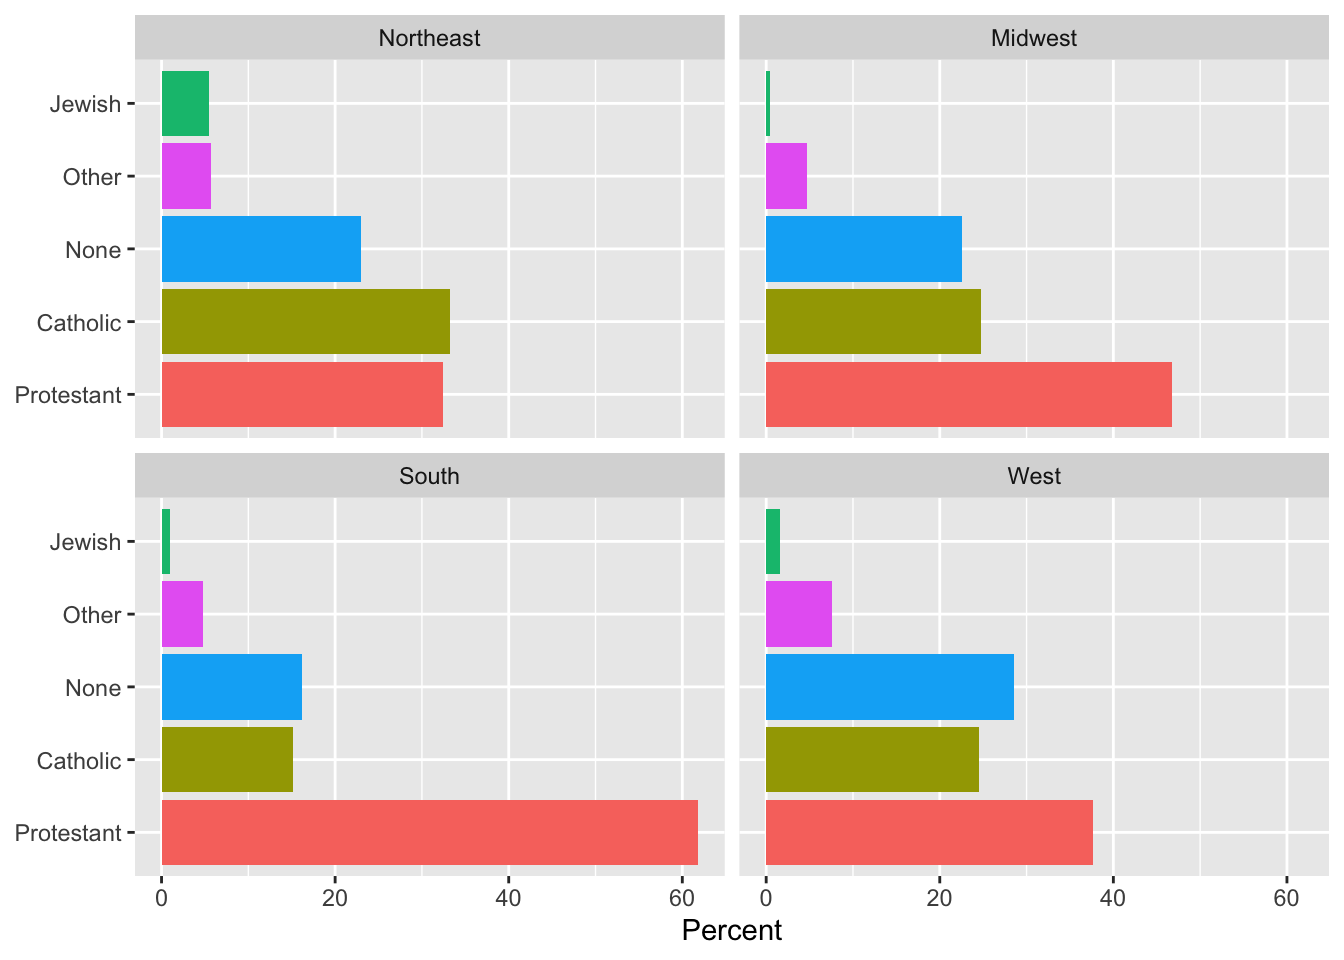 Northeast
Midwest
Jewish
Other
None
Catholic
Protestant
South
West
Jewish
Other
None
Catholic
Protestant
0 20 40 60 0 20 40 60
Percent